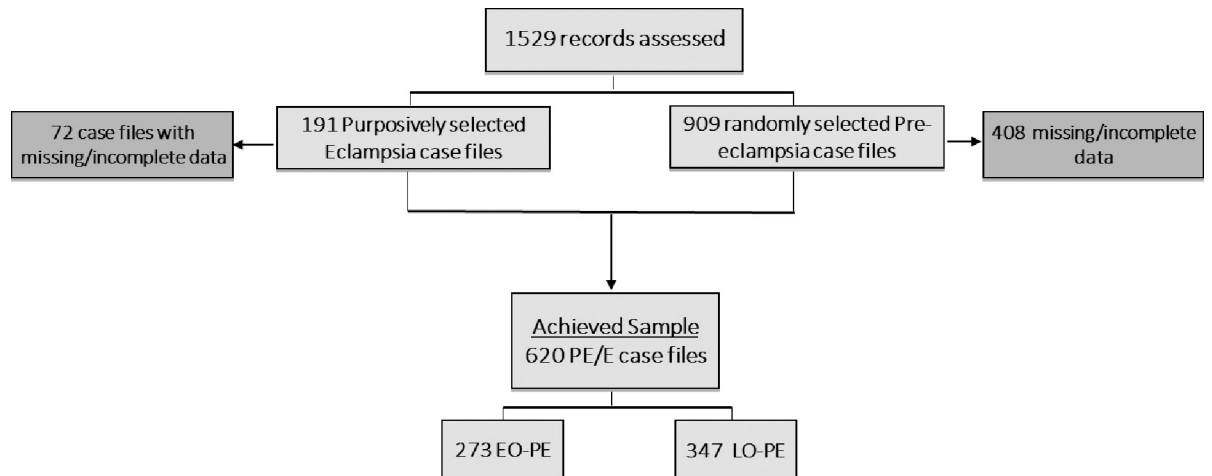 1529 records assessed
72 case files with
missing/incomplete data
191 Purposively selected
Eclampsia case files
909 randomly selected Pre-
eclampsia case files
408 missing/incomplete
data
Achieved Sample
620 PE/E case files
273 EO-PE
347 LO-PE